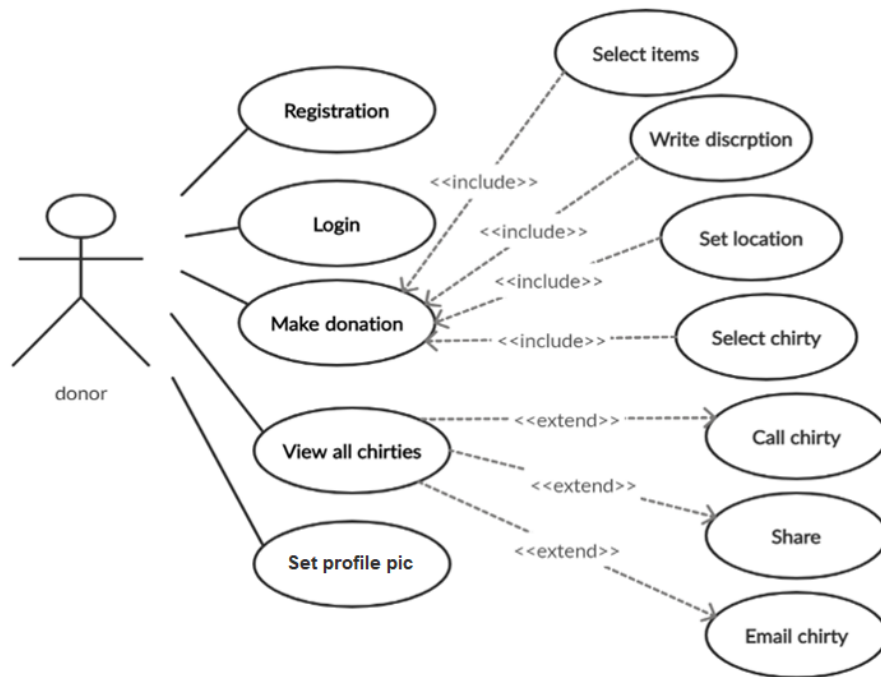 Select items
Registration
Write discrption
<<include>>
Login
<<include>>
Set location
<<include>>
Make donation
<<include>>
Select chirty
donor
<<extend>>
Call chirty
View all chirties
<<extend>>
Share
<<extend>>
Set profile pic
Email chirty